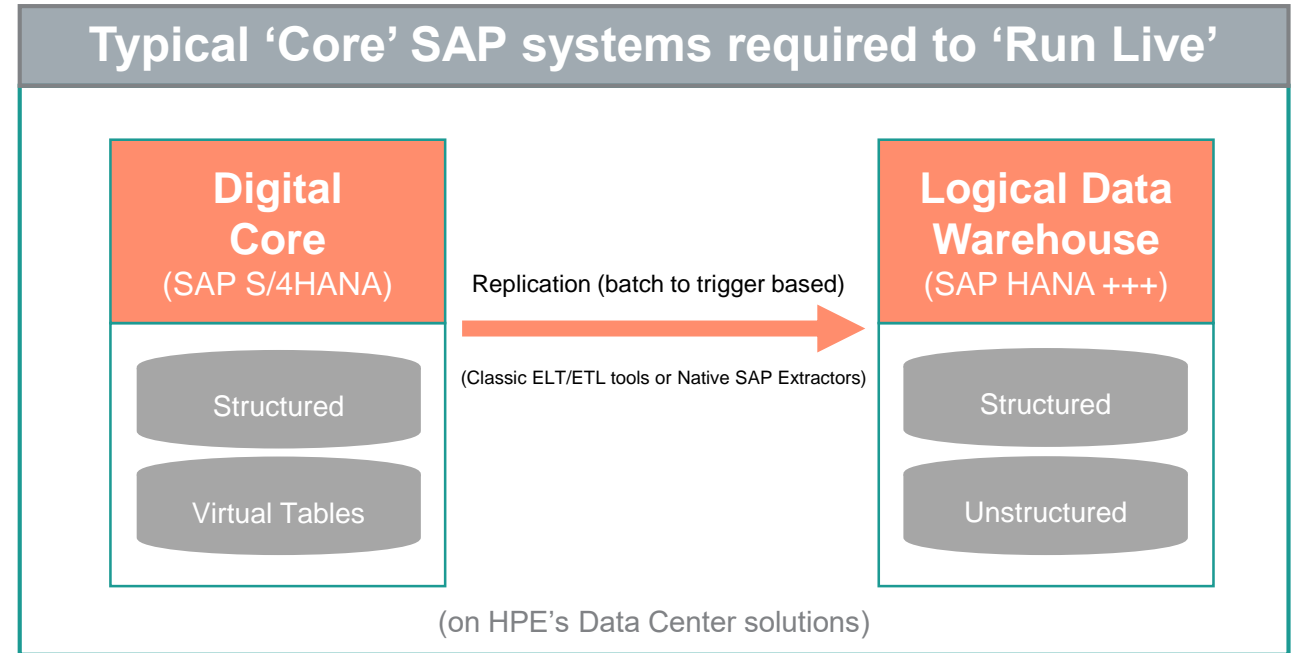 Typical ‘Core’ SAP systems required to ‘Run Live’
Digital
Core
(SAP S/4HANA)
Structured
Virtual Tables
Replication (batch to trigger based)
(Classic ELT/ETL tools or Native SAP Extractors)
Logical Data
Warehouse
(SAP HANA +++)
Structured
Unstructured
(on HPE’s Data Center solutions)